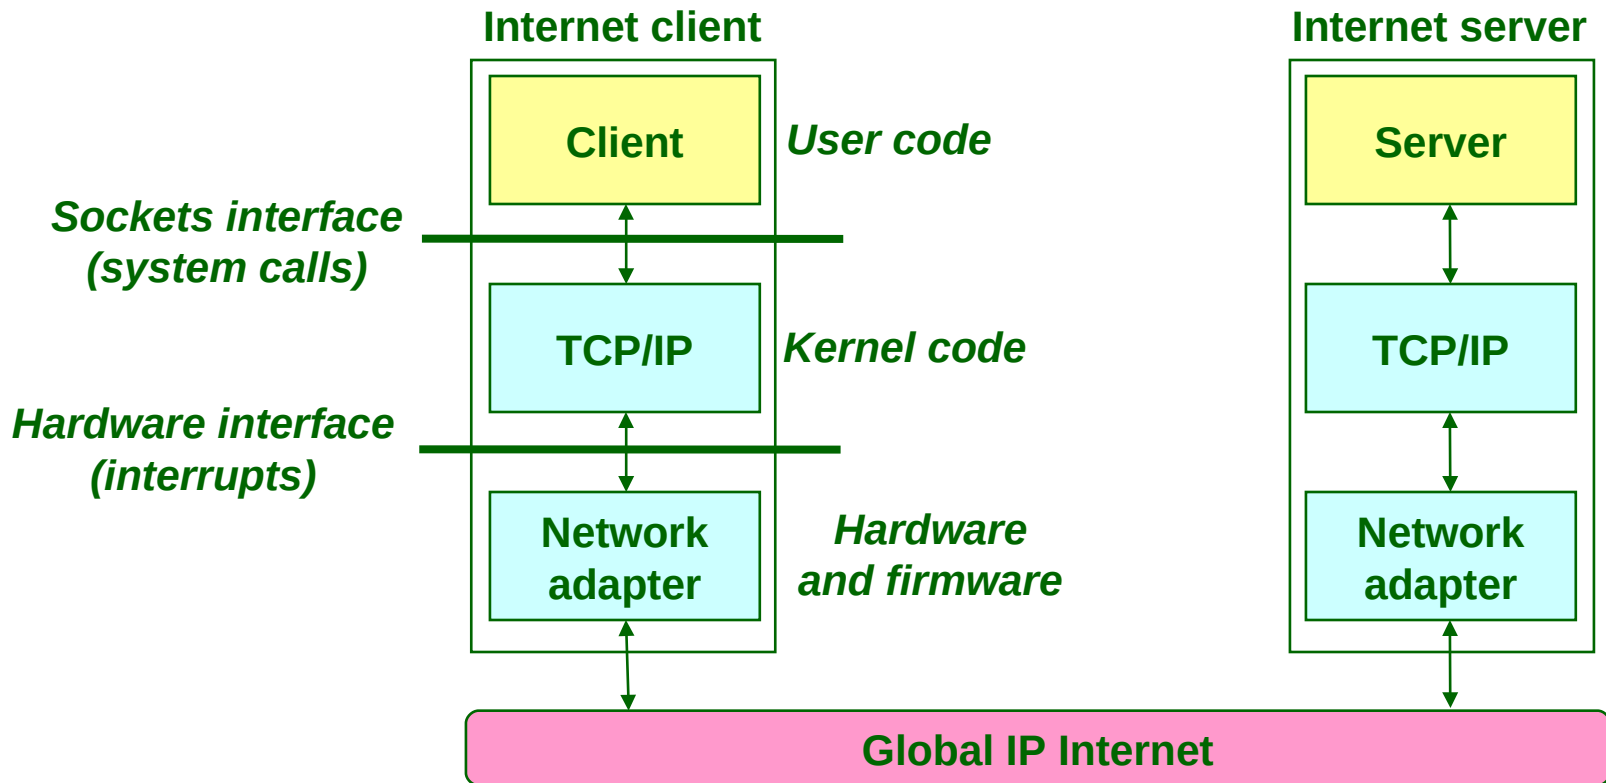 Internet client
Internet server
Client
User code
Server
Sockets interface
(system calls)
TCP/IP
Kernel code
TCP/IP
Hardware interface
(interrupts)
Network
adapter
Hardware
and firmware
Network
adapter
Global IP Internet